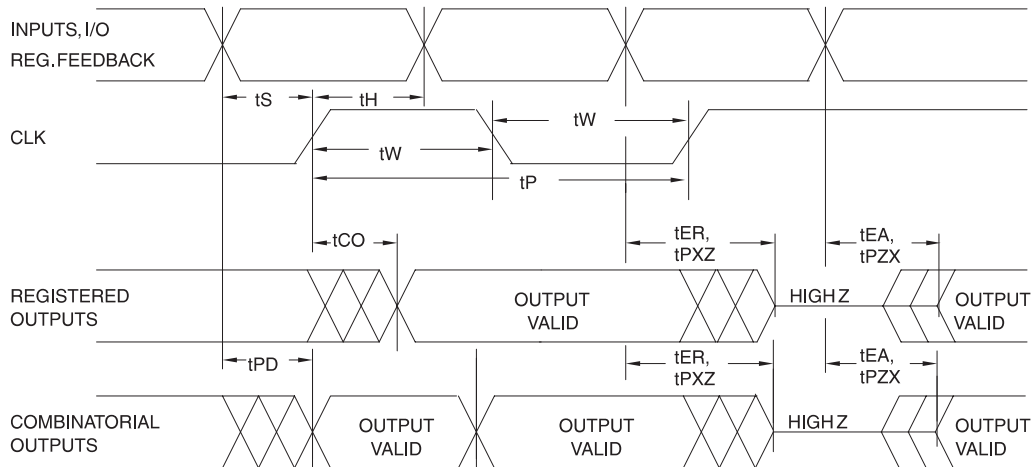 INPUTS, I/O
REG. FEEDBACK
tS
tH
CLK
tW
tW
tP
tCO
tER,
tPXZ
tEA,
tPZX
REGISTERED
OUTPUTS
OUTPUT
VALID
HIGH Z
OUTPUT
VALID
tPD
tER,
tPXZ
tEA,
tPZX
COMBINATORIAL
OUTPUTS
OUTPUT
VALID
OUTPUT
VALID
HIGH Z
OUTPUT
VALID